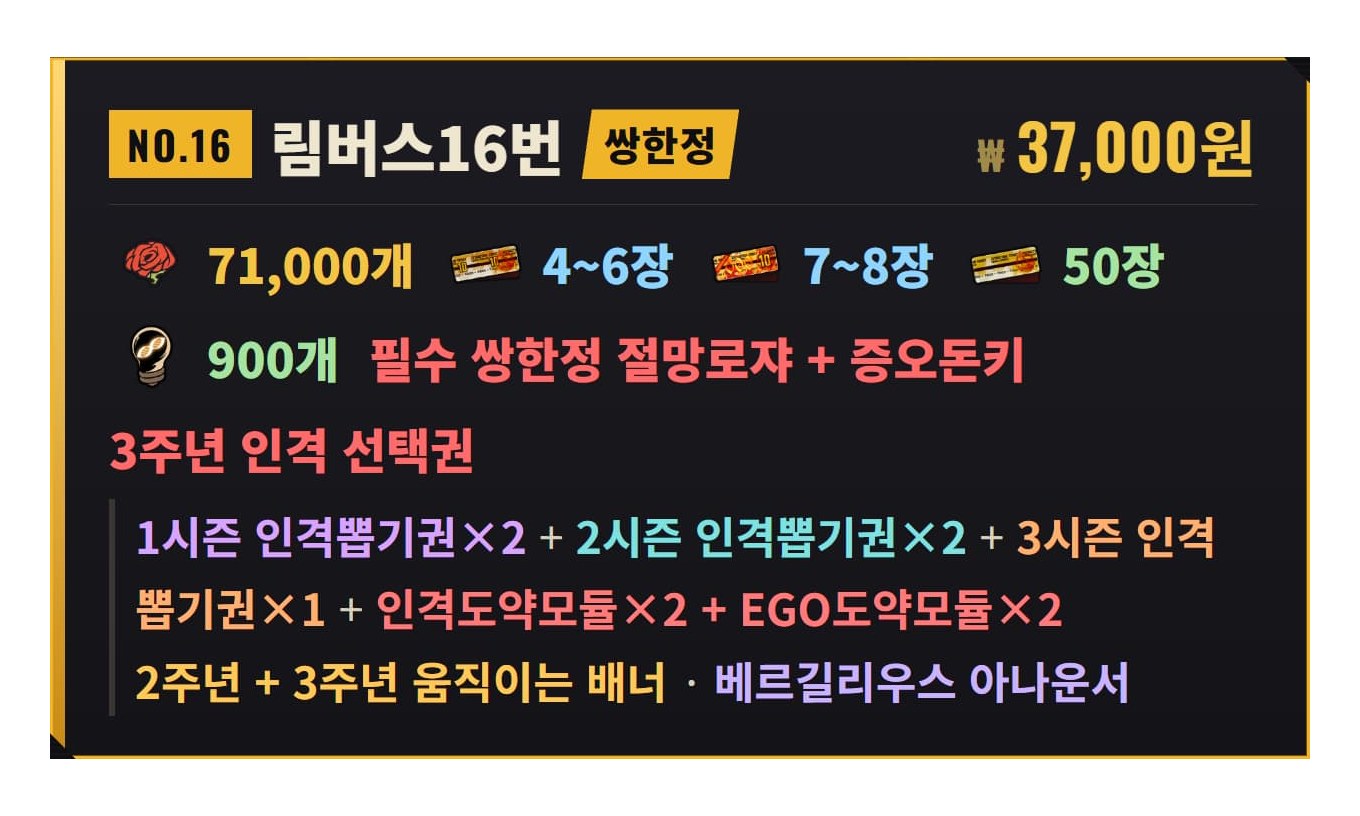 NO.16 림버스16번 쌍한정 ₩ 37,000원
71,000개 4~6장 7~8장 50장
900개 필수 쌍한정 절망로쟈 + 증오돈키
3주년 인격 선택권
1시즌 인격뽑기권×2 + 2시즌 인격뽑기권×2 + 3시즌 인격
뽑기권×1 + 인격도약모듈×2 + EGO도약모듈×2
2주년 + 3주년 움직이는 배너 · 베르길리우스 아나운서